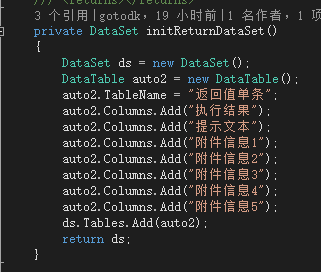 /// <returns></returns>
3 个引用|gotodk，19 小时前|1 名作者，1 项
private DataSet initReturnDataSet()
{
DataSet ds = new DataSet();
DataTable auto2 = new DataTable();
auto2.TableName = "返回值单条";
auto2.Columns.Add("执行结果");
auto2.Columns.Add("提示文本");
auto2.Columns.Add("附件信息1");
auto2.Columns.Add("附件信息2");
auto2.Columns.Add("附件信息3");
auto2.Columns.Add("附件信息4");
auto2.Columns.Add("附件信息5");
ds.Tables.Add(auto2);
return ds;
}